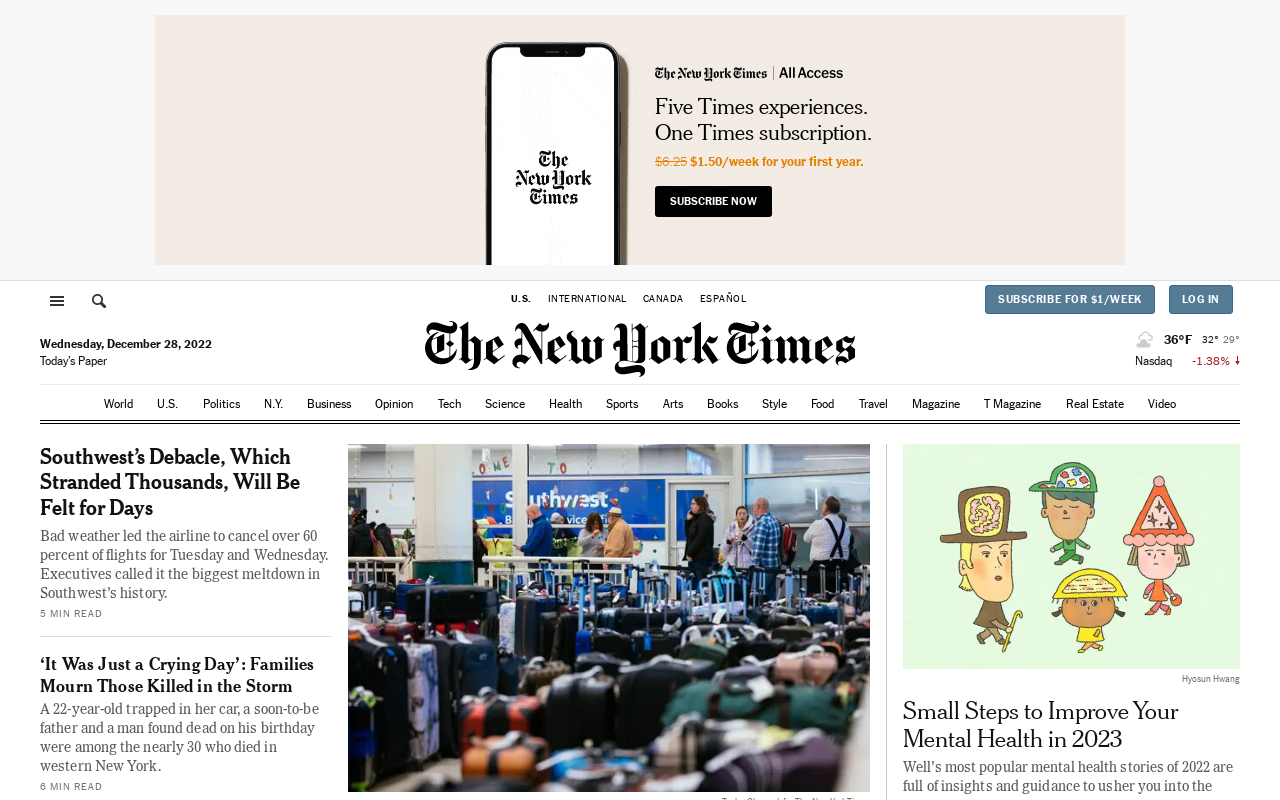 The New York Times | All Access
Five Times experiences.
One Times subscription.
$6.25 $1.50/week for your first year.
SUBSCRIBE NOW
The
New York
Times
U.S. INTERNATIONAL CANADA ESPAÑOL
SUBSCRIBE FOR $1/WEEK LOG IN
The New York Times
Wednesday, December 28, 2022
Today's Paper
36°F 32° 29°
Nasdaq -1.38% ↓
World U.S. Politics N.Y. Business Opinion Tech Science Health Sports Arts Books Style Food Travel Magazine T Magazine Real Estate Video
Southwest’s Debacle, Which
Stranded Thousands, Will Be
Felt for Days
Bad weather led the airline to cancel over 60
percent of flights for Tuesday and Wednesday.
Executives called it the biggest meltdown in
Southwest’s history.
5 MIN READ
‘It Was Just a Crying Day’: Families
Mourn Those Killed in the Storm
A 22-year-old trapped in her car, a soon-to-be
father and a man found dead on his birthday
were among the nearly 30 who died in
western New York.
6 MIN READ
Southwest
Hyosun Hwang
Small Steps to Improve Your
Mental Health in 2023
Well’s most popular mental health stories of 2022 are
full of insights and guidance to usher you into the